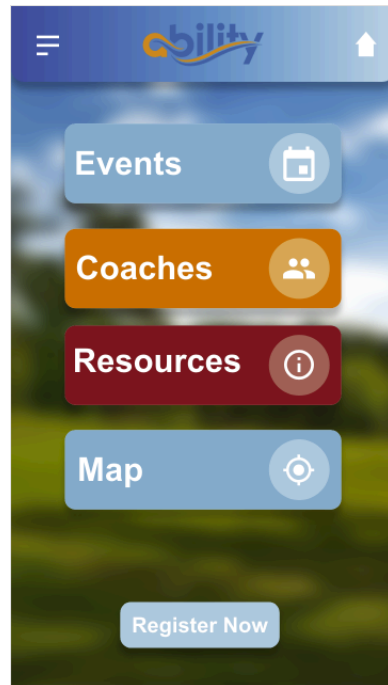 ability
Events
Coaches
Resources
Map
Register Now